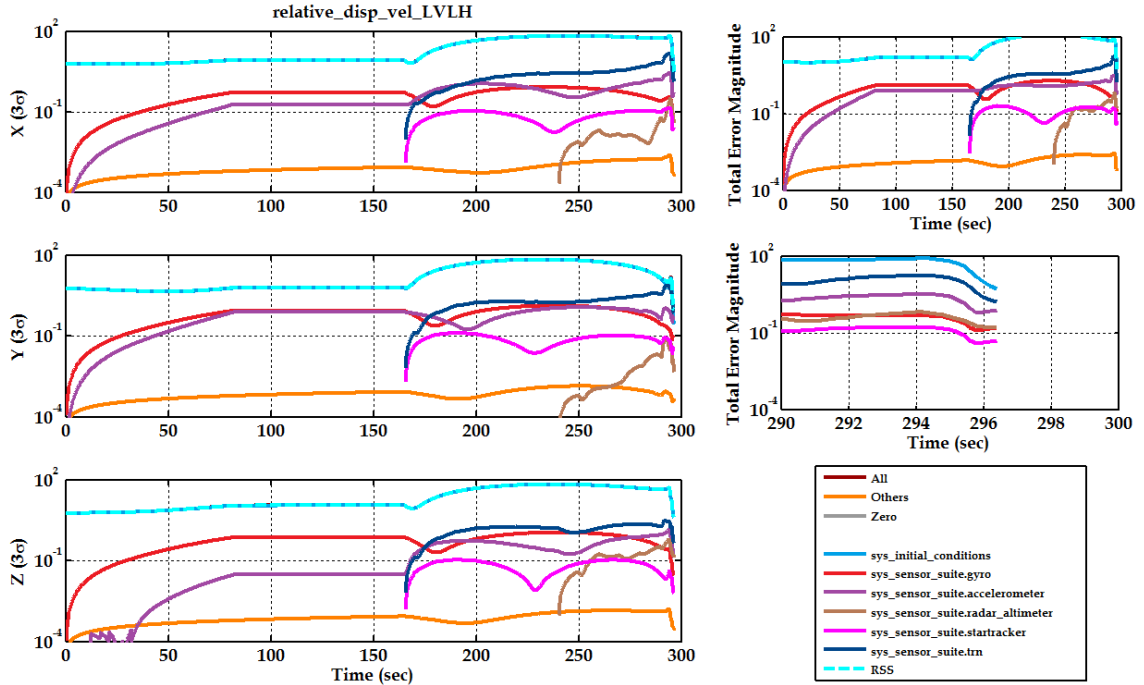 relative_disp_vel_LVLH
X (3σ)
10^2
10^-1
10^-4
0 50 100 150 200 250 300
Total Error Magnitude
10^2
10^-1
10^-4
0 50 100 150 200 250 300
Time (sec)
Y (3σ)
10^2
10^-1
10^-4
0 50 100 150 200 250 300
Time (sec)
Total Error Magnitude
10^2
10^-1
10^-4
290 292 294 296 298 300
Time (sec)
Z (3σ)
10^2
10^-1
10^-4
0 50 100 150 200 250 300
Time (sec)
All
Others
Zero
sys_initial_conditions
sys_sensor_suite.gyro
sys_sensor_suite.accelerometer
sys_sensor_suite.radar_altimeter
sys_sensor_suite.startracker
sys_sensor_suite.trn
RSS